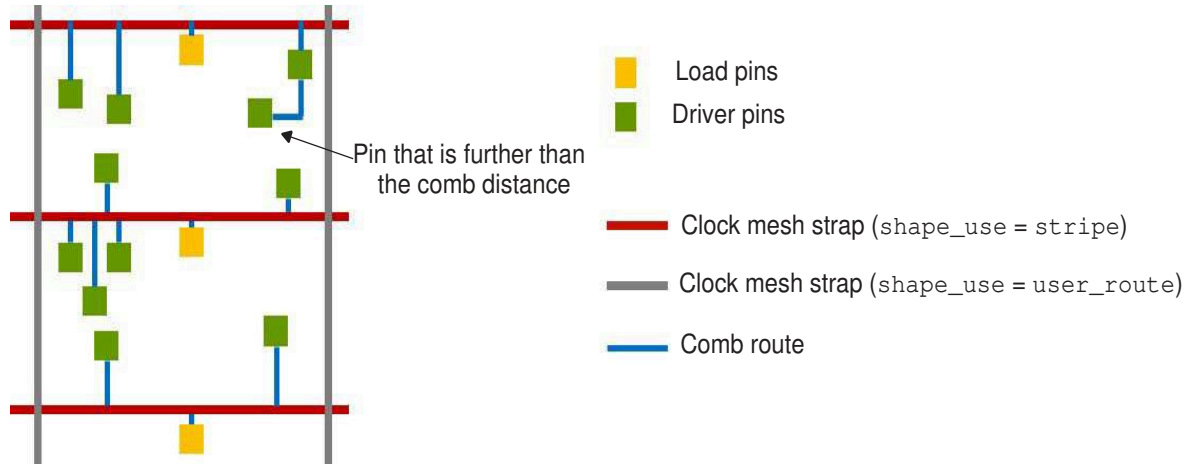 Load pins
Driver pins
Pin that is further than
the comb distance
Clock mesh strap (shape_use = stripe)
Clock mesh strap (shape_use = user_route)
Comb route